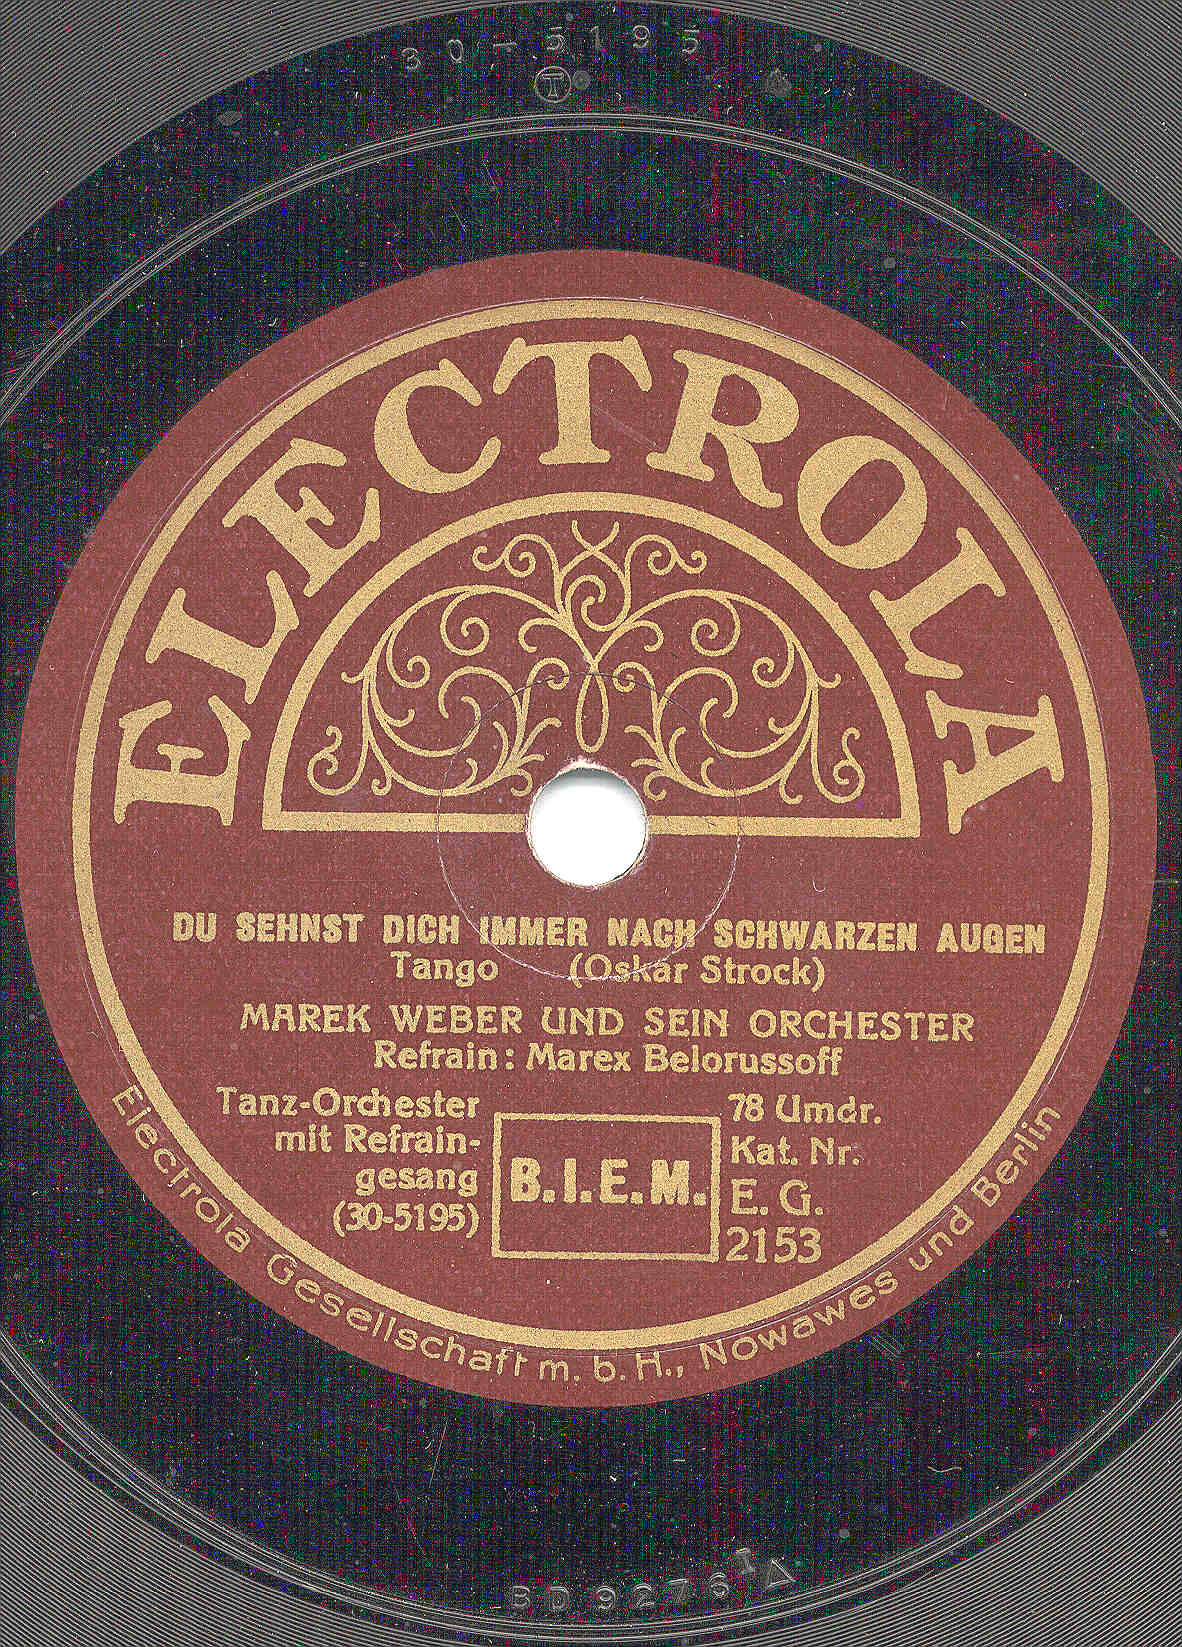 30-5195
T
ELECTROLA
DU SEHNST DICH IMMER NACH SCHWARZEN AUGEN
Tango (Oskar Strock)
MAREK WEBER UND SEIN ORCHESTER
Refrain: Marex Belorussoff
Tanz-Orchester
mit Refrain-
gesang
(30-5195)
B.I.E.M.
78 Umdr.
Kat. Nr.
E. G.
2153
Electrola Gesellschaft m. b. H., Nowawes und Berlin
BD9276 I A